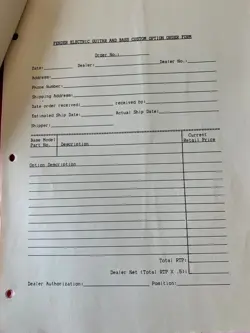 FENDER ELECTRIC GUITAR AND BASS CUSTOM OPTION ORDER FORM
Order No.:
Date: Dealer: Dealer No.:
Address:
Phone Number:
Shipping Address:
Date order received: received by:
Estimated Ship Date: Actual Ship Date:
Shipper:
Base Model Current
Part No. Description Retail Price
Option Description
Total RTP:
Dealer Net (Total RTP X .5):
Dealer Authorization: Position: